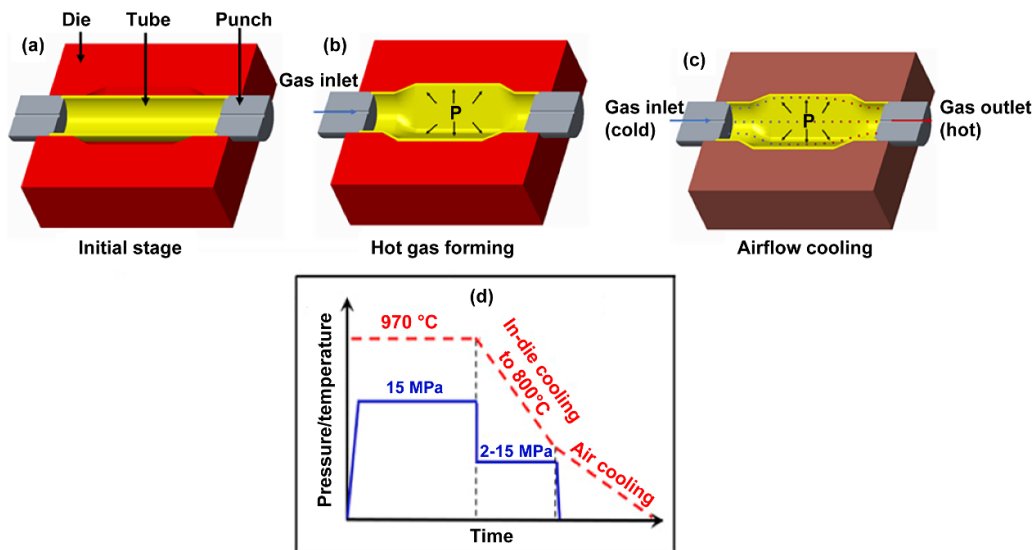 Die
Tube
Punch
(a)
Initial stage
(b)
Gas inlet
P
Hot gas forming
(c)
Gas inlet
(cold)
P
Gas outlet
(hot)
Airflow cooling
(d)
Pressure/temperature
970 °C
15 MPa
2-15 MPa
In-die cooling
to 800°C
Air cooling
Time